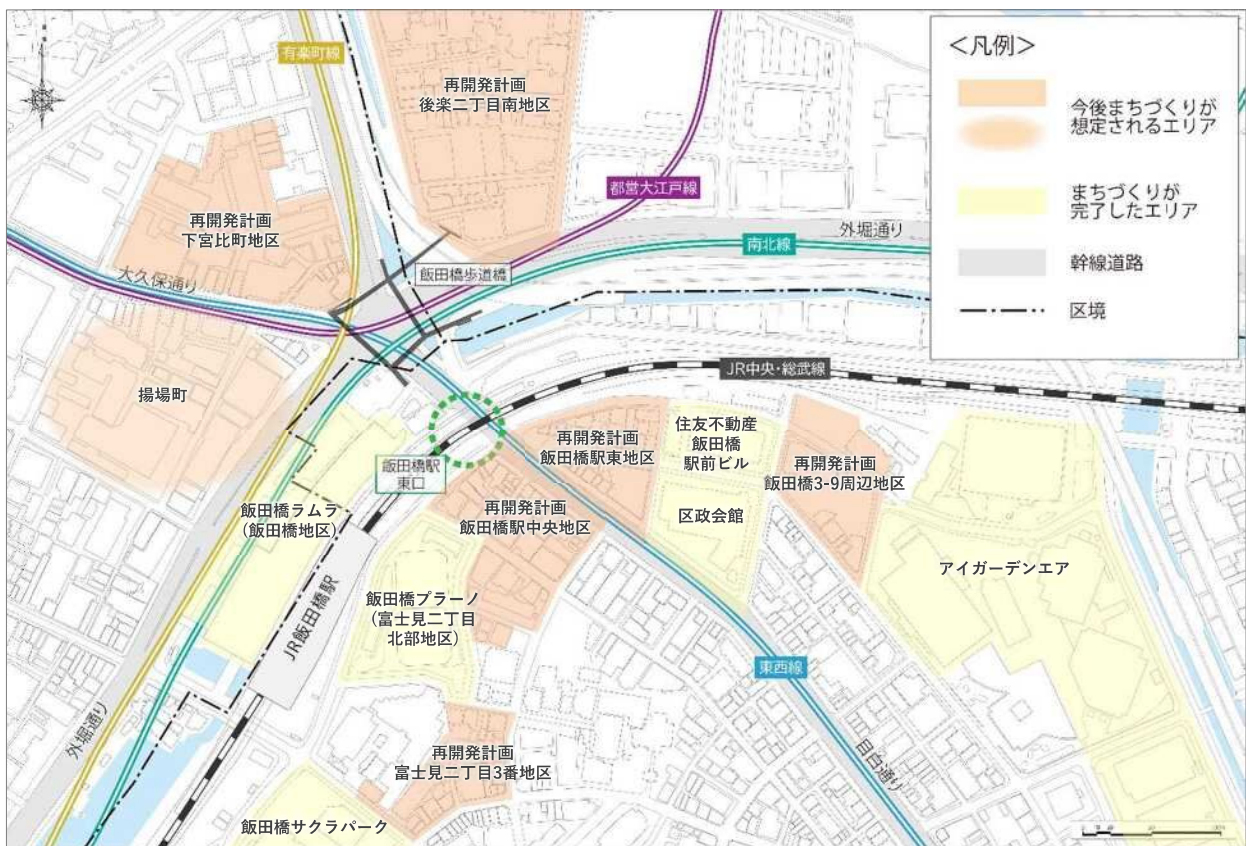 有楽町線
再開発計画
後楽二丁目南地区
<凡例>
今後まちづくりが
想定されるエリア
まちづくりが
完了したエリア
幹線道路
区境
都営大江戸線
再開発計画
下宮比町地区
外堀通り
南北線
飯田橋歩道橋
大久保通り
JR中央・総武線
揚場町
住友不動産
飯田橋
駅前ビル
再開発計画
飯田橋駅東地区
再開発計画
飯田橋3-9周辺地区
飯田橋駅
東口
飯田橋ラムラ
(飯田橋地区)
再開発計画
飯田橋駅中央地区
区政会館
アイガーデンエア
飯田橋プラーノ
(富士見二丁目
北部地区)
JR飯田橋駅
東西線
外堀通り
目白通り
再開発計画
富士見二丁目3番地区
飯田橋サクラパーク